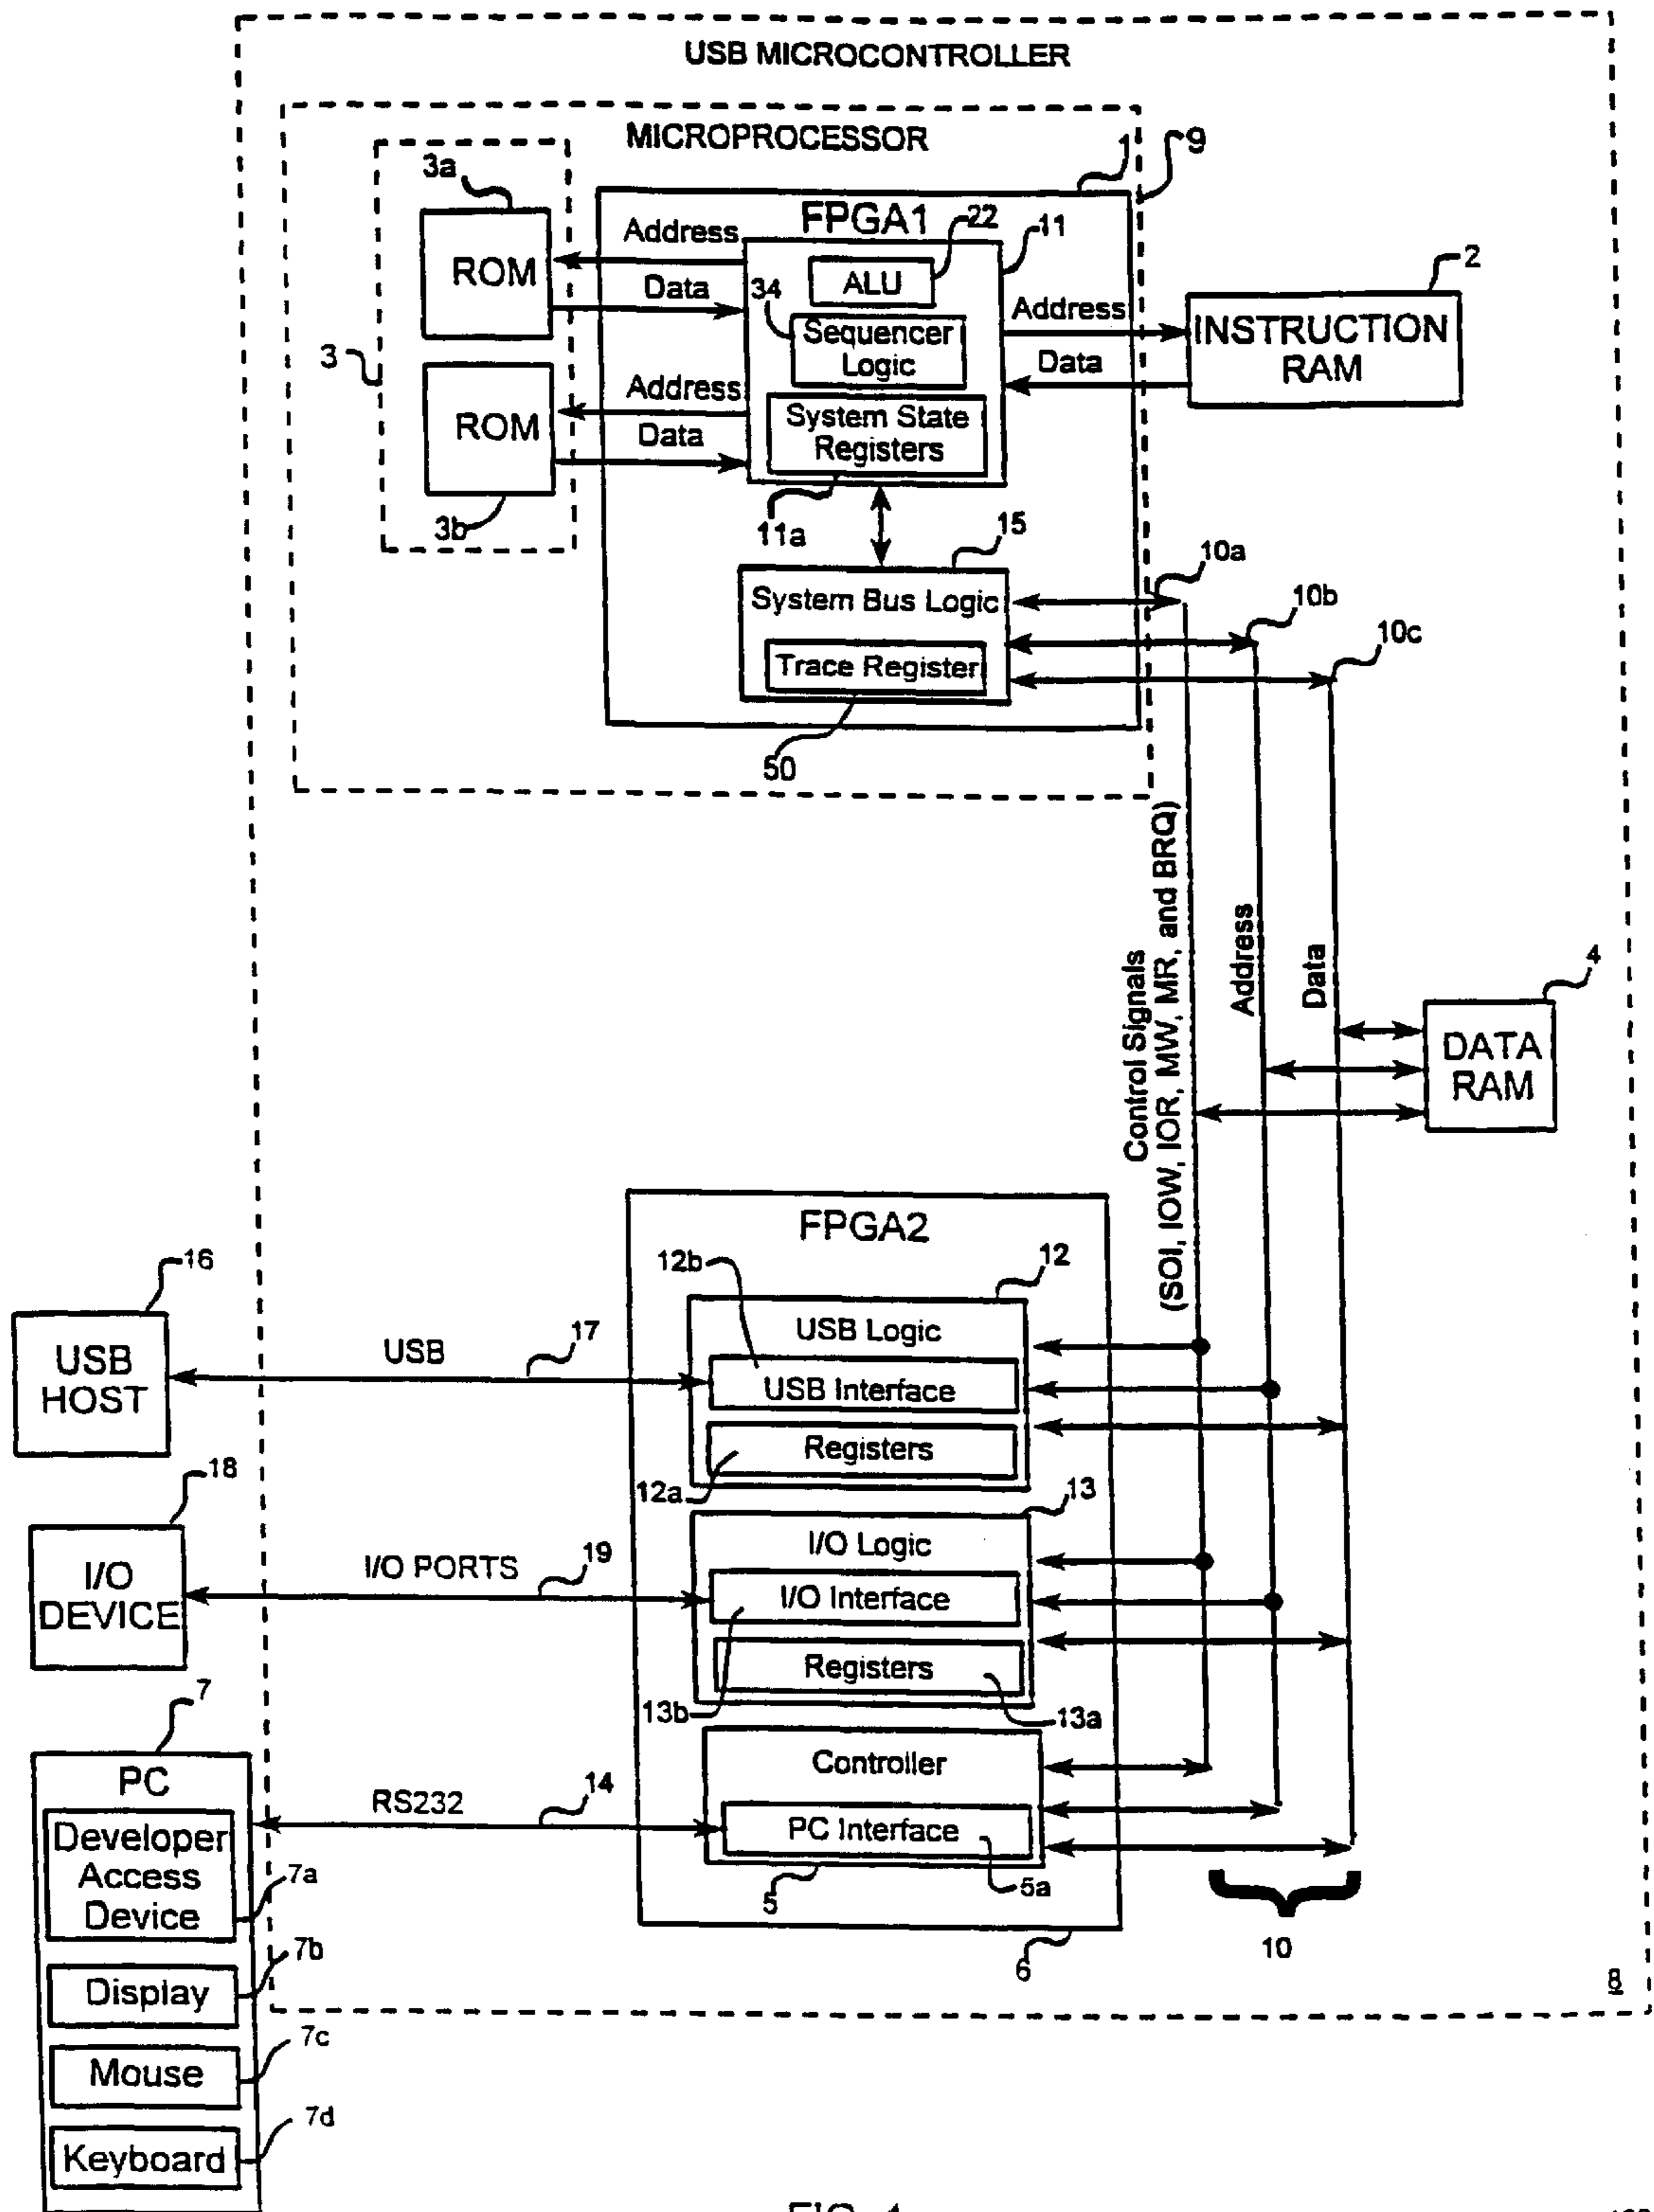 USB MICROCONTROLLER
MICROPROCESSOR
1
9
3a
FPGA1
22
11
2
ROM
Address
ALU
Data
34
Sequencer
Logic
Address
INSTRUCTION
RAM
3
Data
ROM
Address
System State
Registers
Data
3b
11a
15
10a
System Bus Logic
10b
Trace Register
10c
50
Control Signals
(SOI, IOW, IOR, MW, MR, and BRQ)
Address
Data
4
DATA
RAM
FPGA2
16
12b
12
USB
HOST
USB
17
USB Logic
USB Interface
Registers
18
12a
13
I/O
DEVICE
I/O PORTS
19
I/O Logic
I/O Interface
Registers
7
13b
13a
PC
Controller
RS232
14
Developer
Access
Device
7a
PC Interface
5
5a
10
7b
6
8
Display
7c
Mouse
7d
Keyboard